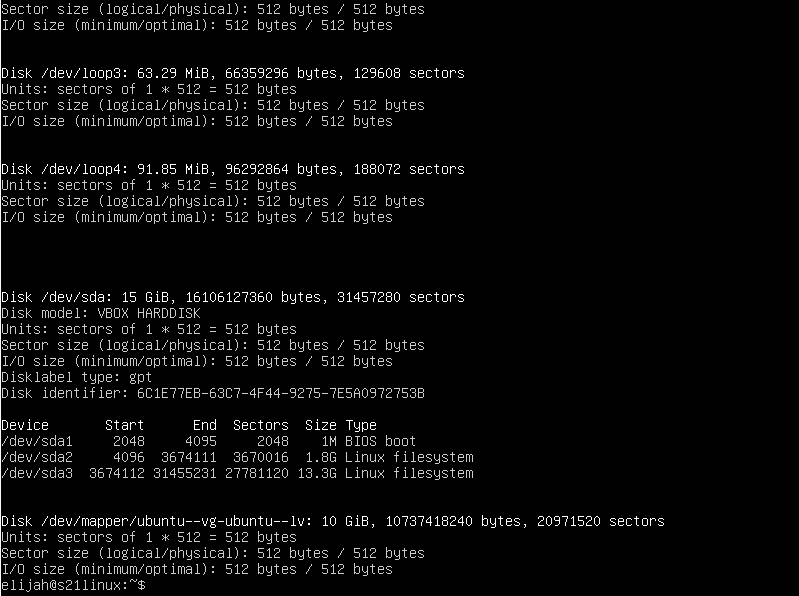 Sector size (logical/physical): 512 bytes / 512 bytes
I/O size (minimum/optimal): 512 bytes / 512 bytes
Disk /dev/loop3: 63.29 MiB, 66359296 bytes, 129608 sectors
Units: sectors of 1 * 512 = 512 bytes
Sector size (logical/physical): 512 bytes / 512 bytes
I/O size (minimum/optimal): 512 bytes / 512 bytes
Disk /dev/loop4: 91.85 MiB, 96292864 bytes, 188072 sectors
Units: sectors of 1 * 512 = 512 bytes
Sector size (logical/physical): 512 bytes / 512 bytes
I/O size (minimum/optimal): 512 bytes / 512 bytes
Disk /dev/sda: 15 GiB, 16106127360 bytes, 31457280 sectors
Disk model: VBOX HARDDISK
Units: sectors of 1 * 512 = 512 bytes
Sector size (logical/physical): 512 bytes / 512 bytes
I/O size (minimum/optimal): 512 bytes / 512 bytes
Disklabel type: gpt
Disk identifier: 6C1E77EB-63C7-4F44-9275-7E5A0972753B
Device Start End Sectors Size Type
/dev/sda1 2048 4095 2048 1M BIOS boot
/dev/sda2 4096 3674111 3670016 1.8G Linux filesystem
/dev/sda3 3674112 31455231 27781120 13.3G Linux filesystem
Disk /dev/mapper/ubuntu--vg-ubuntu--lv: 10 GiB, 10737418240 bytes, 20971520 sectors
Units: sectors of 1 * 512 = 512 bytes
Sector size (logical/physical): 512 bytes / 512 bytes
I/O size (minimum/optimal): 512 bytes / 512 bytes
elijah@s21linux:~$